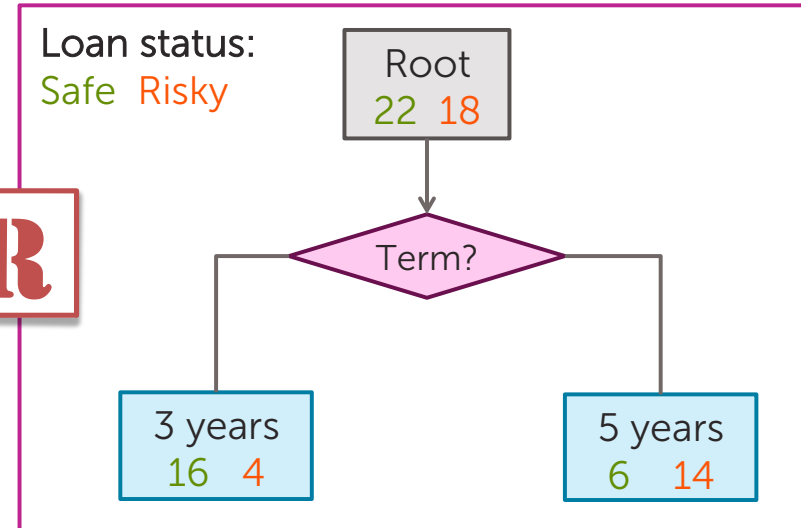 Loan status:
Safe Risky
Root
22 18
R
Term?
3 years
16 4
5 years
6 14